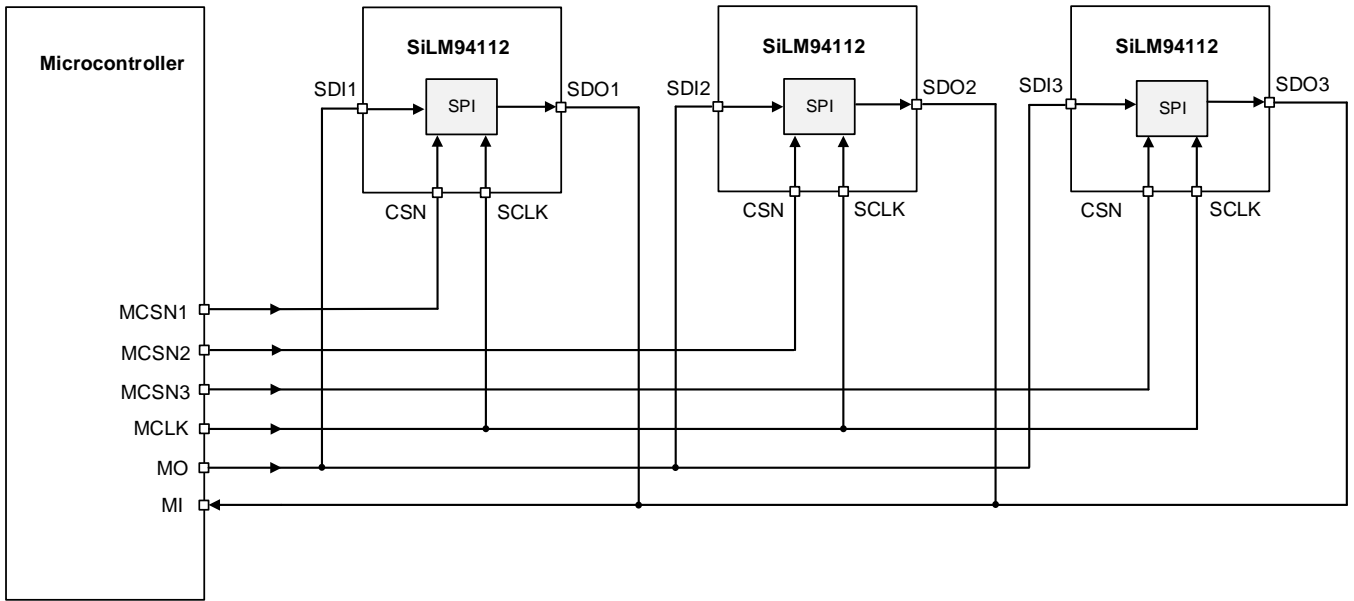 Microcontroller
SiLM94112
SiLM94112
SiLM94112
SDI1
SPI
SDO1
SDI2
SPI
SDO2
SDI3
SPI
SDO3
CSN
SCLK
CSN
SCLK
CSN
SCLK
MCSN1
MCSN2
MCSN3
MCLK
MO
MI